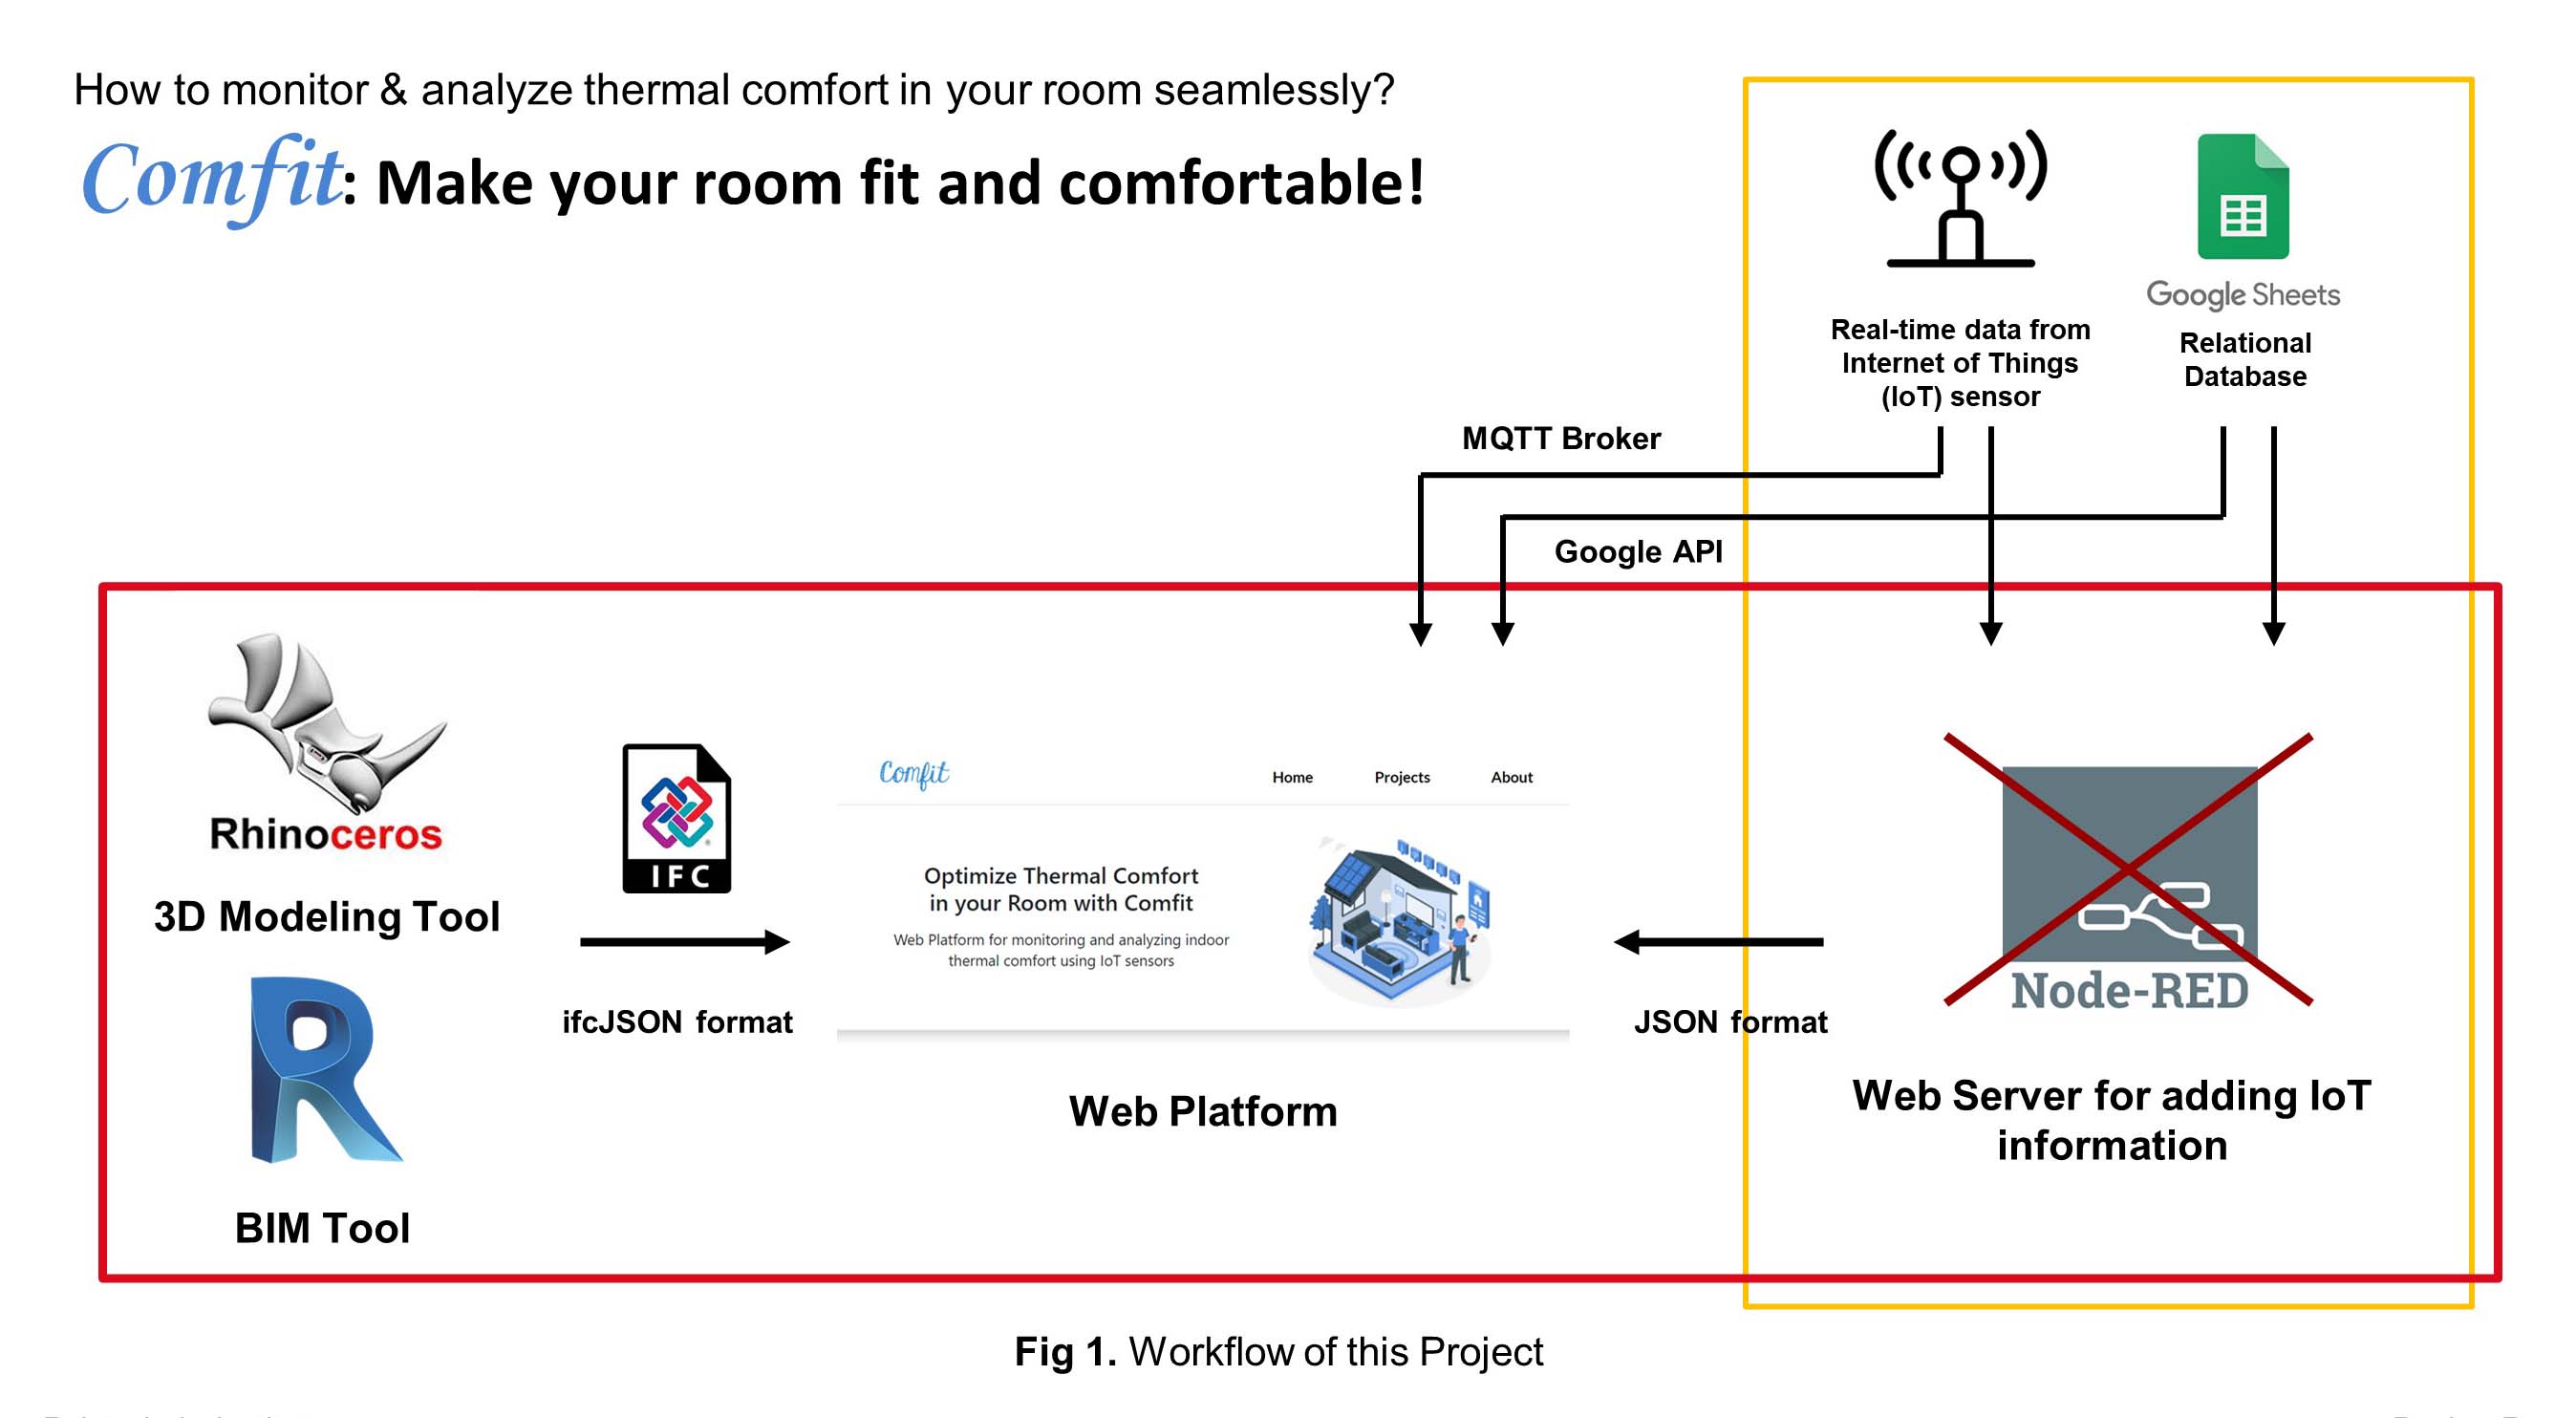 How to monitor & analyze thermal comfort in your room seamlessly?
Comfit: Make your room fit and comfortable!
Google Sheets
Real-time data from
Internet of Things
(IoT) sensor
Relational
Database
MQTT Broker
Google API
Rhinoceros
3D Modeling Tool
BIM Tool
IFC
ifcJSON format
Comfit
Home Projects About
Optimize Thermal Comfort
in your Room with Comfit
Web Platform for monitoring and analyzing indoor
thermal comfort using IoT sensors
Web Platform
JSON format
Node-RED
Web Server for adding IoT
information
Fig 1. Workflow of this Project